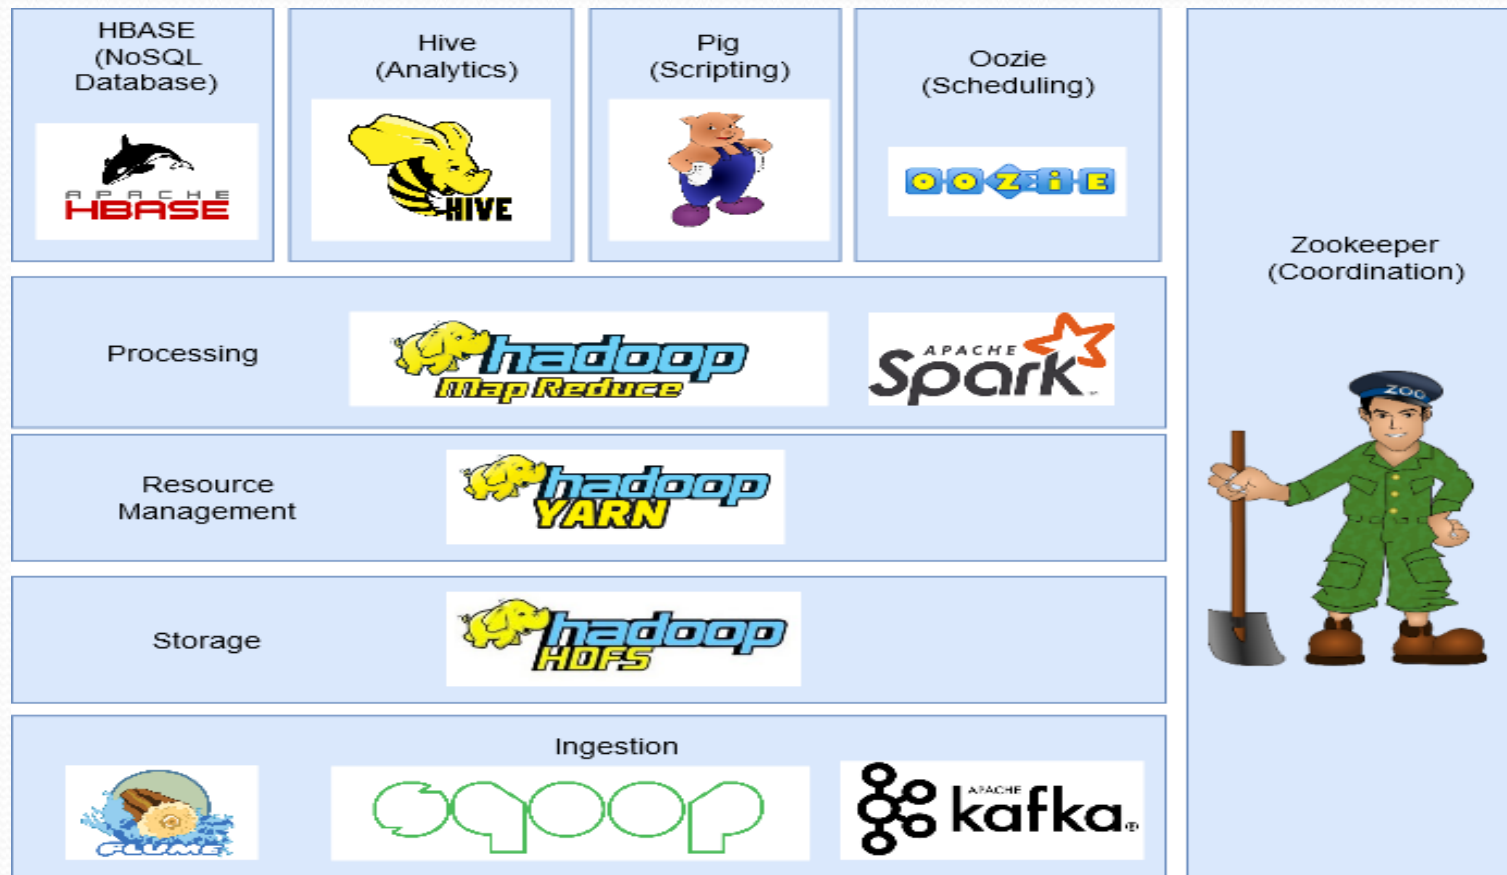 HBASE
(NoSQL
Database)
APACHE
HBASE
Hive
(Analytics)
HIVE
Pig
(Scripting)
Oozie
(Scheduling)
OOZiE
Zookeeper
(Coordination)
ZOO
Processing
hadoop
Map Reduce
APACHE
Spark
TM
Resource
Management
hadoop
YARN
Storage
hadoop
HDFS
Ingestion
FLUME
sqoop
APACHE
kafka®